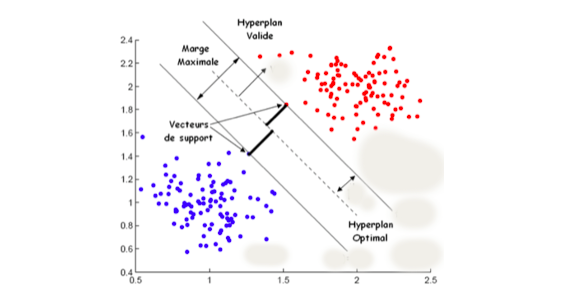 Hyperplan
Valide
Marge
Maximale
Vecteurs
de support
Hyperplan
Optimal
2.4
2.2
2
1.8
1.6
1.4
1.2
1
0.8
0.6
0.4
0.5
1
1.5
2
2.5